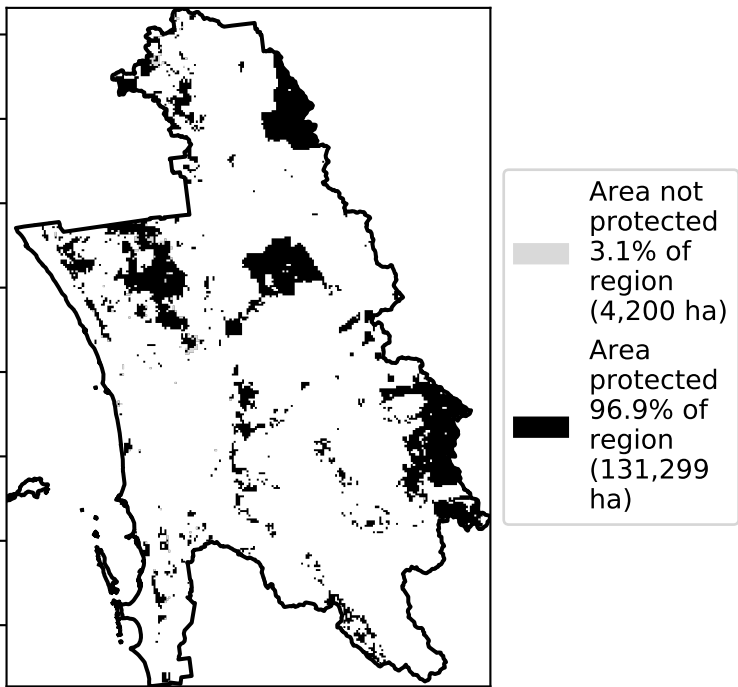 Area not
protected
3.1% of
region
(4,200 ha)
Area
protected
96.9% of
region
(131,299
ha)